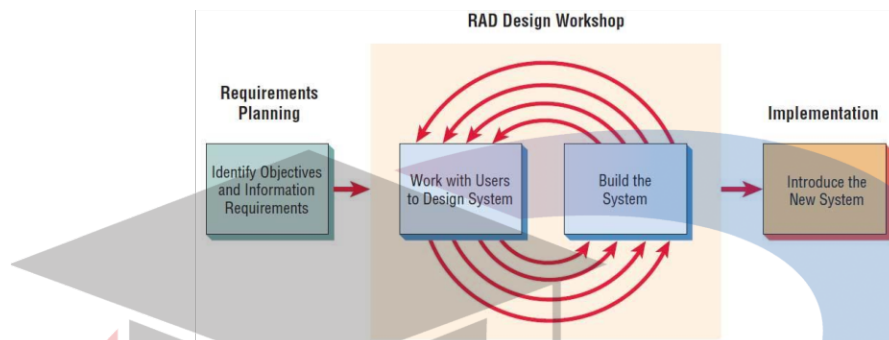 RAD Design Workshop
Requirements
Planning
Identify Objectives
and Information
Requirements
Work with Users
to Design System
Build the
System
Implementation
Introduce the
New System